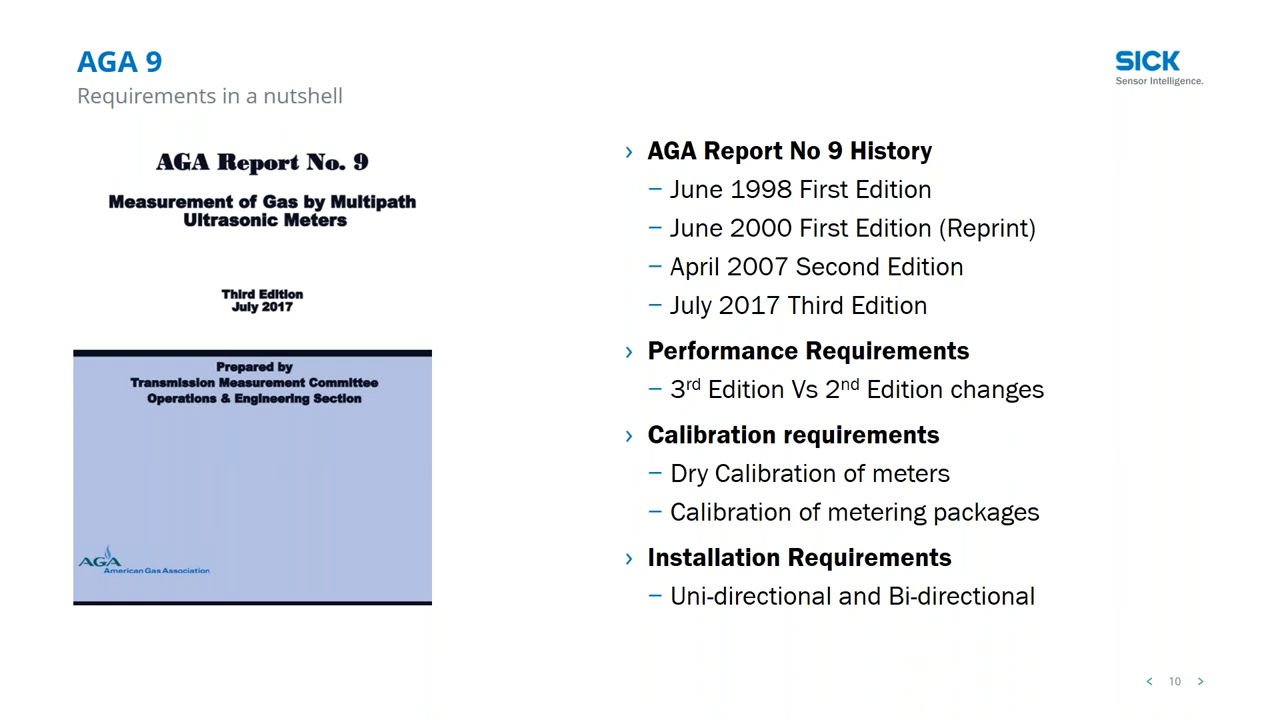 AGA 9
Requirements in a nutshell
SICK
Sensor Intelligence.
AGA Report No. 9
Measurement of Gas by Multipath
Ultrasonic Meters
Third Edition
July 2017
Prepared by
Transmission Measurement Committee
Operations & Engineering Section
AGA
American Gas Association
› AGA Report No 9 History
– June 1998 First Edition
– June 2000 First Edition (Reprint)
– April 2007 Second Edition
– July 2017 Third Edition
› Performance Requirements
– 3rd Edition Vs 2nd Edition changes
› Calibration requirements
– Dry Calibration of meters
– Calibration of metering packages
› Installation Requirements
– Uni-directional and Bi-directional
< 10 >